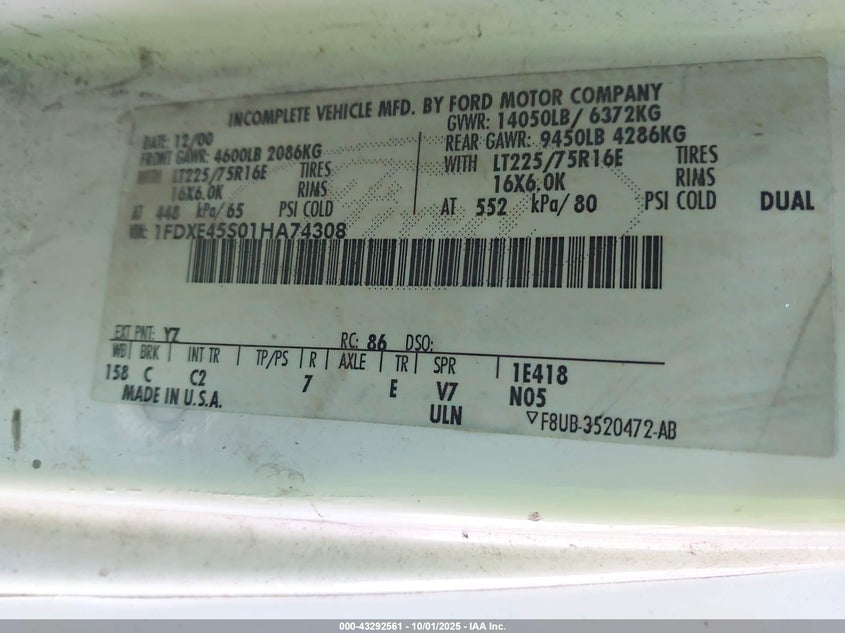 INCOMPLETE VEHICLE MFD. BY FORD MOTOR COMPANY
DATE: 12/00 GVWR: 14050LB/ 6372KG
FRONT GAWR: 4600LB 2086KG REAR GAWR: 9450LB 4286KG
WITH LT225/75R16E TIRES WITH LT225/75R16E TIRES
16X6.0K RIMS 16X6.0K RIMS
AT 448 kPa/65 PSI COLD AT 552 kPa/80 PSI COLD DUAL
VIN: 1FDXE45S01HA74308
EXT PNT: YZ RC: 86 DSO:
WB BRK INT TR TP/PS R AXLE TR SPR
158 C C2 7 E V7 1E418
MADE IN U.S.A. ULN N05
▽F8UB-3520472-AB
000-43292561 | 10/01/2025 | IAA Inc.